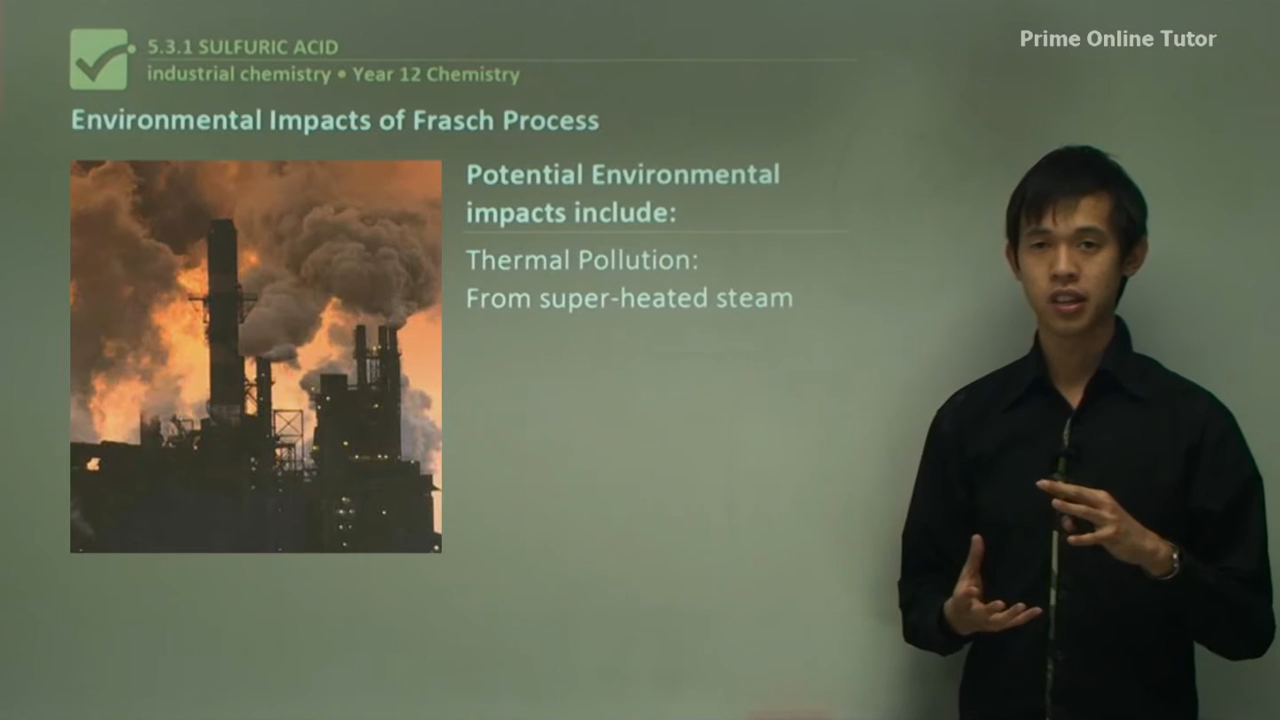 5.3.1 SULFURIC ACID
industrial chemistry • Year 12 Chemistry
Prime Online Tutor
Environmental Impacts of Frasch Process
Potential Environmental
impacts include:
Thermal Pollution:
From super-heated steam